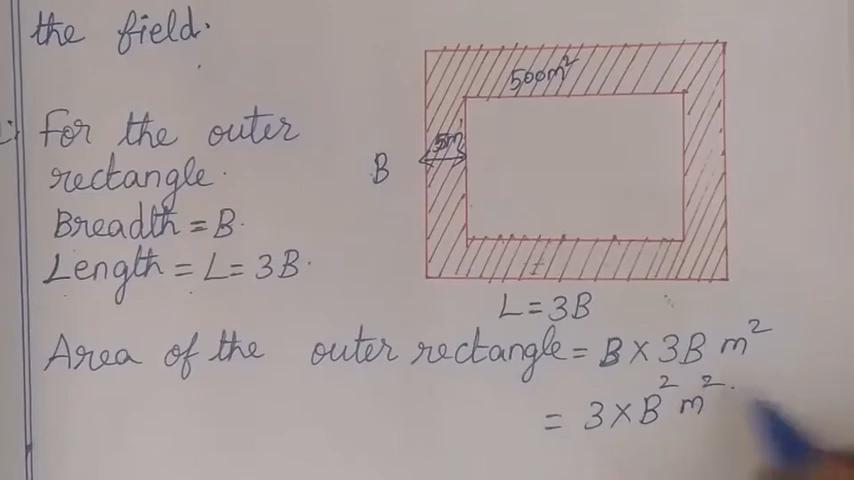 the field.
500m²
5m
For the outer
rectangle.
B
Breadth = B.
Length = L = 3B.
L = 3B
Area of the outer rectangle = B × 3B m²
= 3 × B² m².